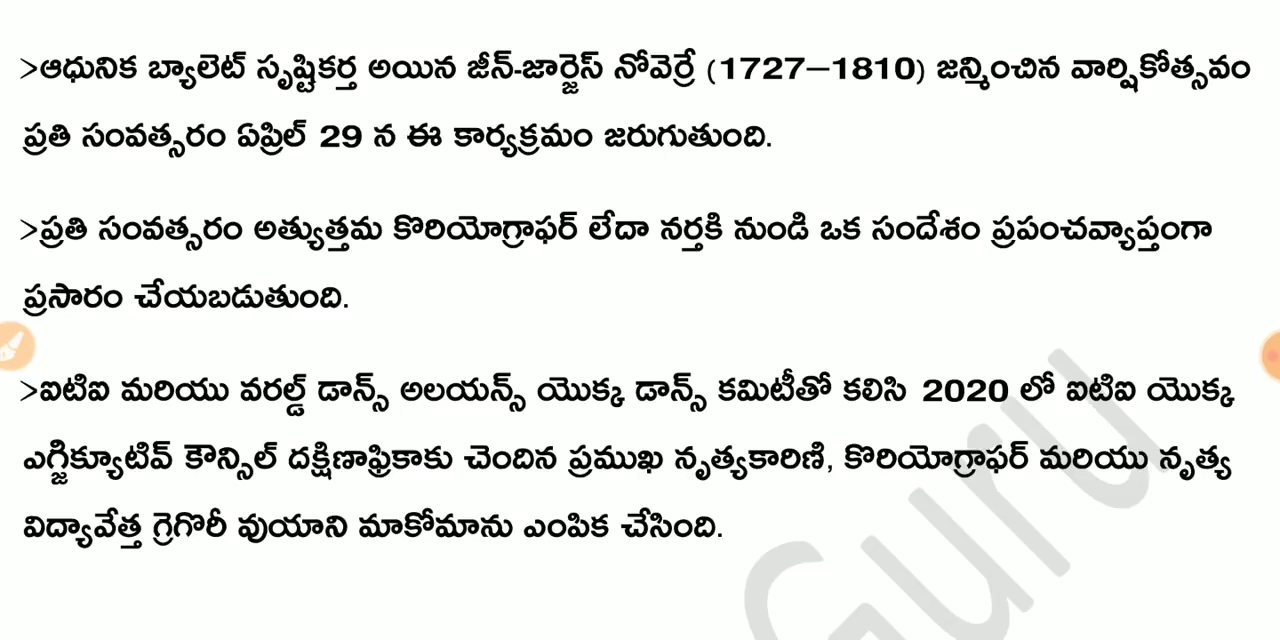 >ఆధునిక బ్యాలెట్ సృష్టికర్త అయిన జీన్-జార్జెస్ నోవెర్రే (1727–1810) జన్మించిన వార్షికోత్సవం
ప్రతి సంవత్సరం ఏప్రిల్ 29 న ఈ కార్యక్రమం జరుగుతుంది.
>ప్రతి సంవత్సరం అత్యుత్తమ కొరియోగ్రాఫర్ లేదా నర్తకి నుండి ఒక సందేశం ప్రపంచవ్యాప్తంగా
ప్రసారం చేయబడుతుంది.
>ఐటిఐ మరియు వరల్డ్ డాన్స్ అలయన్స్ యొక్క డాన్స్ కమిటీతో కలిసి 2020 లో ఐటిఐ యొక్క
ఎగ్జిక్యూటివ్ కౌన్సిల్ దక్షిణాఫ్రికాకు చెందిన ప్రముఖ నృత్యకారిణి, కొరియోగ్రాఫర్ మరియు నృత్య
విద్యావేత్త గ్రెగొరీ వుయాని మాకోమాను ఎంపిక చేసింది.
Guru